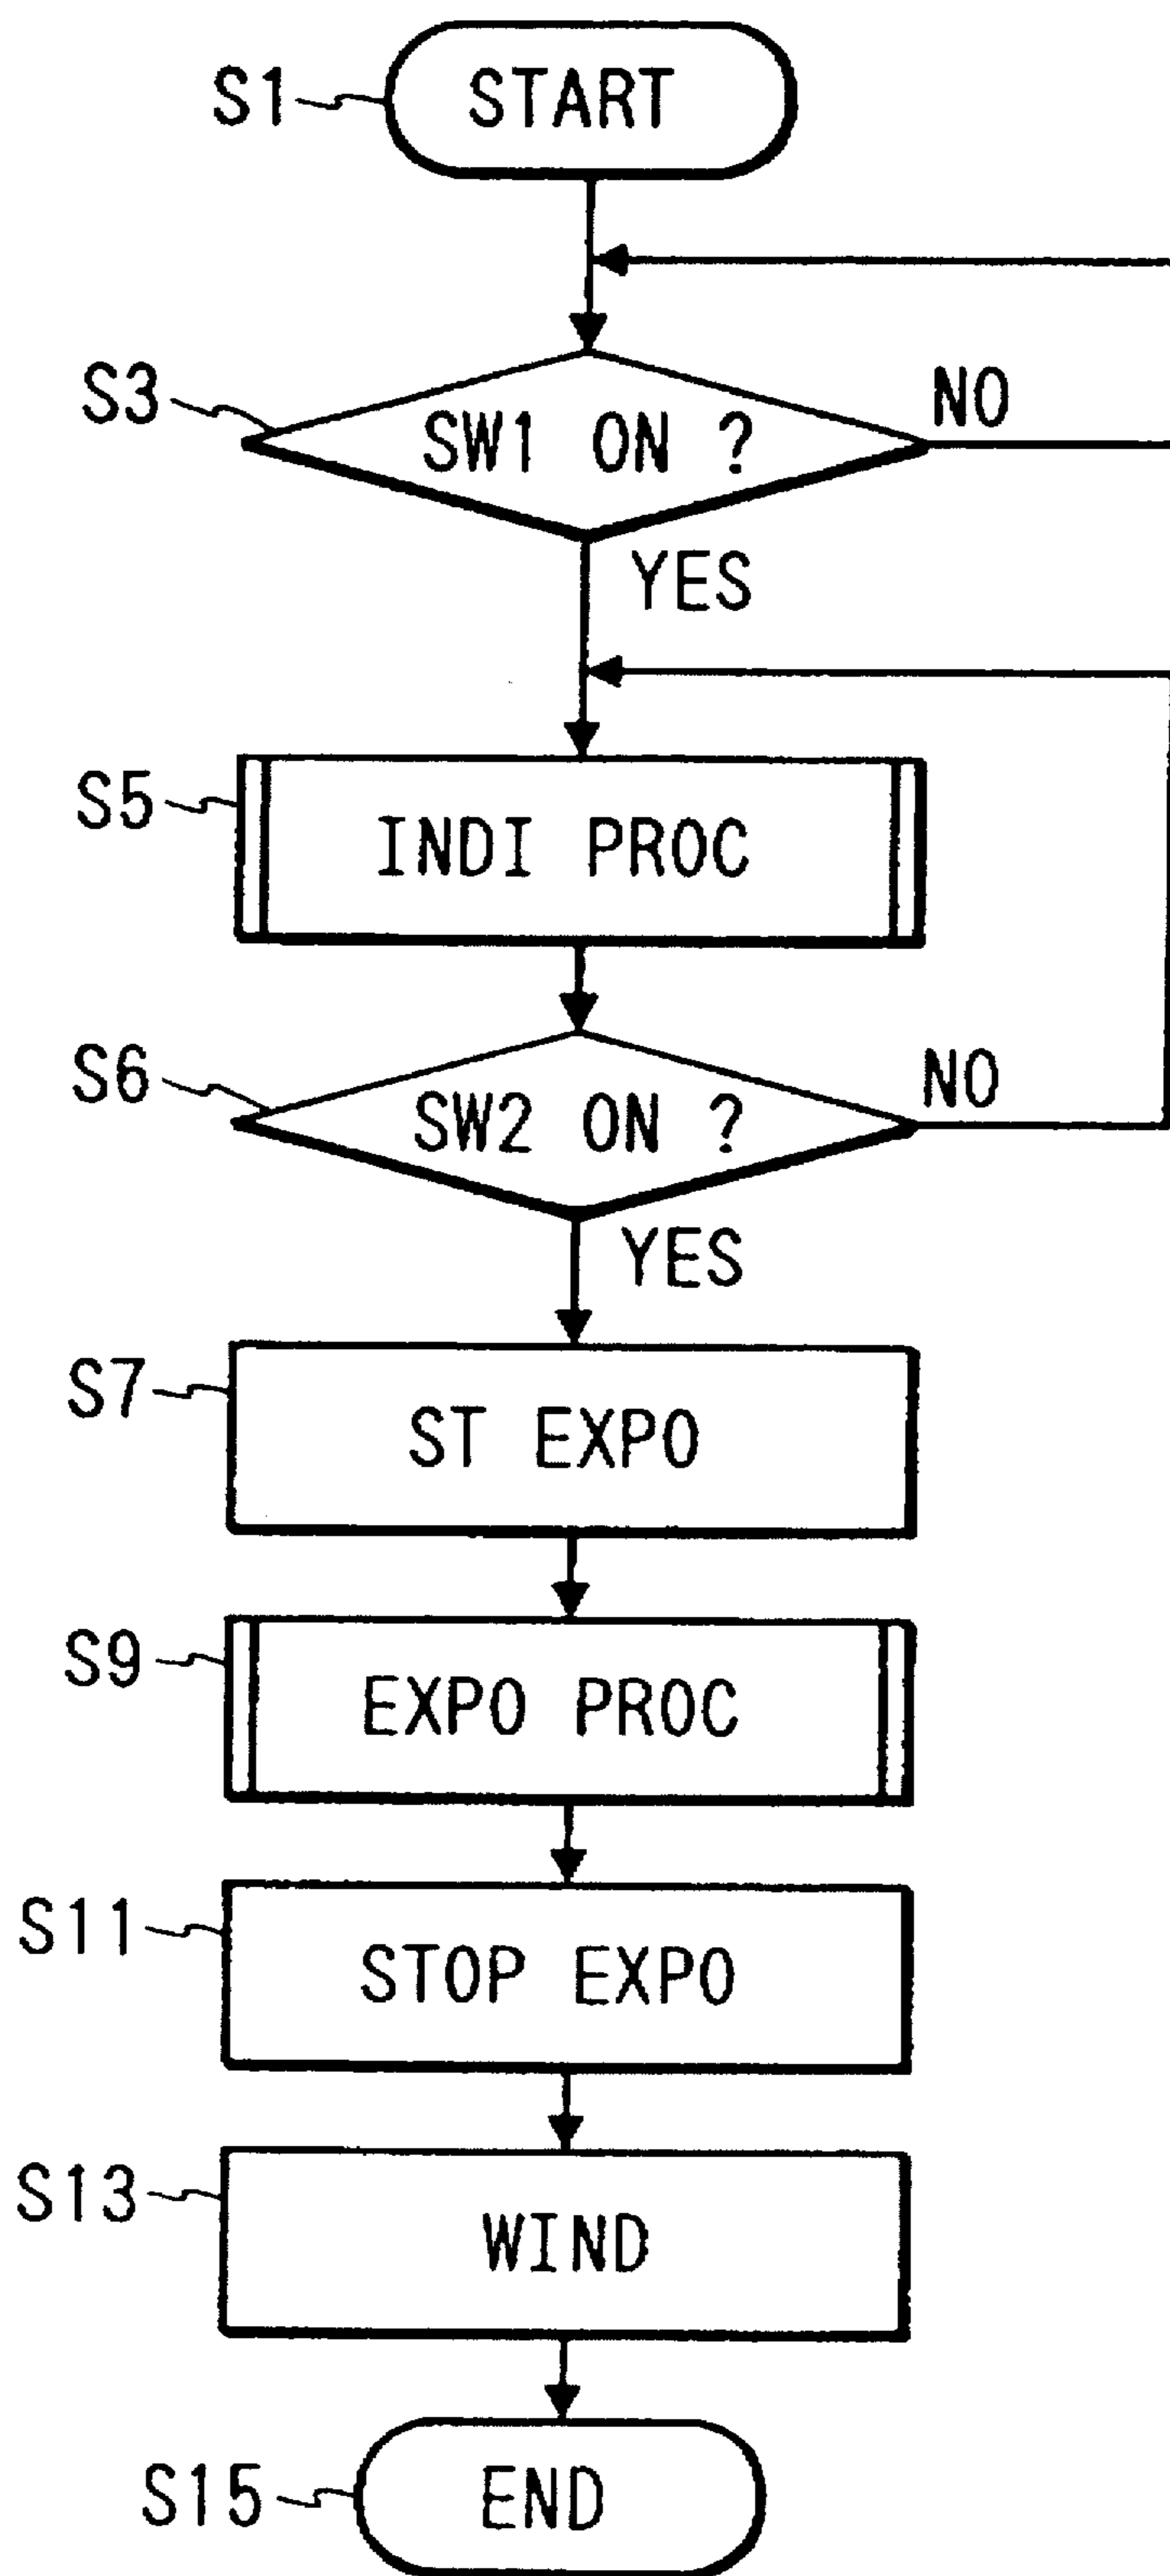 S1 START
S3 SW1 ON ? NO
YES
S5 INDI PROC
S6 SW2 ON ? NO
YES
S7 ST EXPO
S9 EXPO PROC
S11 STOP EXPO
S13 WIND
S15 END